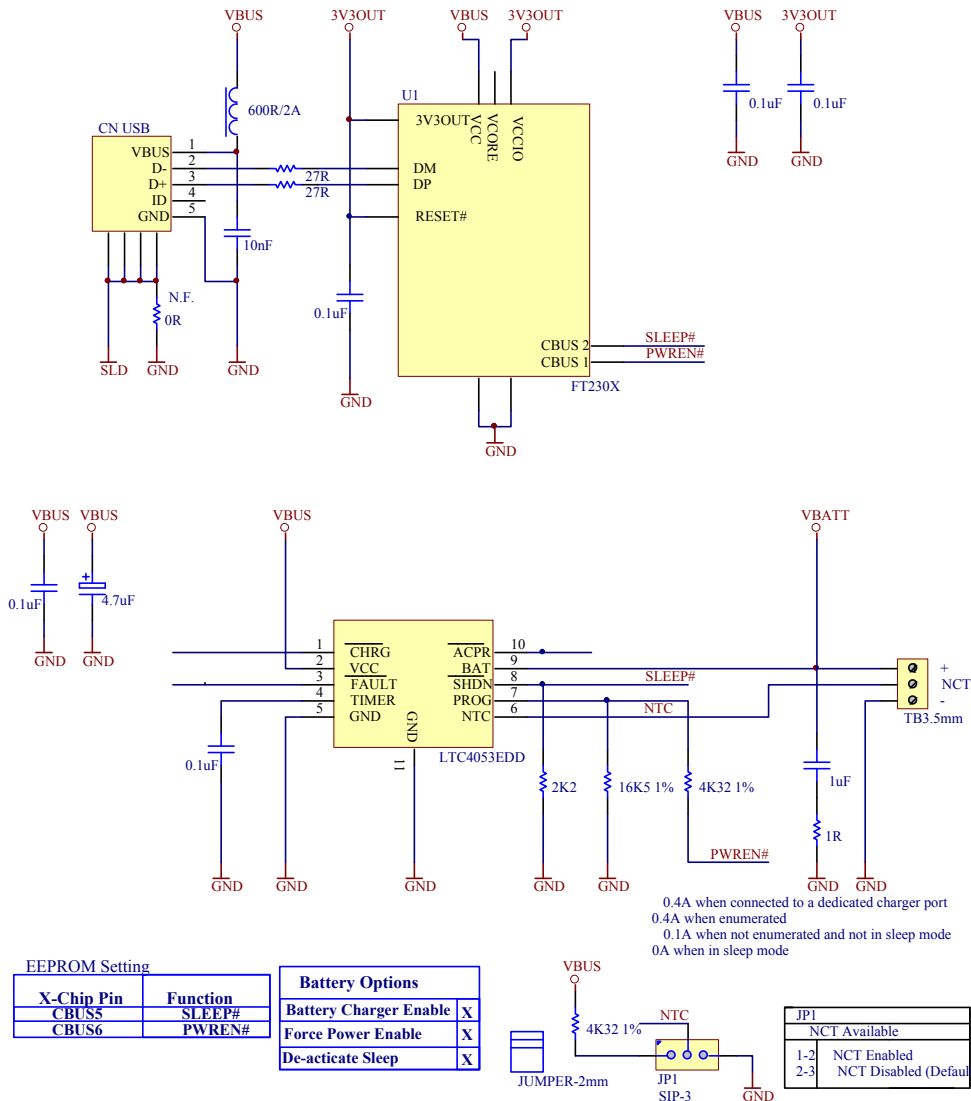 VBUS 3V3OUT VBUS 3V3OUT VBUS 3V3OUT
600R/2A
U1
0.1uF 0.1uF
3V3OUT
VCC
VCORE
VCCIO
CN USB
VBUS 1
D- 2
D+ 3
ID 4
GND 5
27R
27R
DM
DP
RESET#
GND GND
10nF
N.F.
0R
0.1uF
SLD GND GND
GND
CBUS 2 SLEEP#
CBUS 1 PWREN#
FT230X
GND
VBUS VBUS VBUS VBATT
0.1uF + 4.7uF
GND GND
1 CHRG ACPR 10
2 VCC BAT 9
3 FAULT SHDN 8 SLEEP#
4 TIMER PROG 7
5 GND NTC 6 NTC
GND
11
LTC4053EDD
+
NCT
-
TB3.5mm
0.1uF 2K2 16K5 1% 4K32 1% 1uF
1R
PWREN#
GND GND GND GND GND GND GND
0.4A when connected to a dedicated charger port
0.4A when enumerated
0.1A when not enumerated and not in sleep mode
0A when in sleep mode
EEPROM Setting
X-Chip Pin Function
CBUS5 SLEEP#
CBUS6 PWREN#
Battery Options
Battery Charger Enable X
Force Power Enable X
De-acticate Sleep X
JUMPER-2mm
VBUS
4K32 1%
NTC
JP1
SIP-3
GND
JP1
NCT Available
1-2 NCT Enabled
2-3 NCT Disabled (Defaul